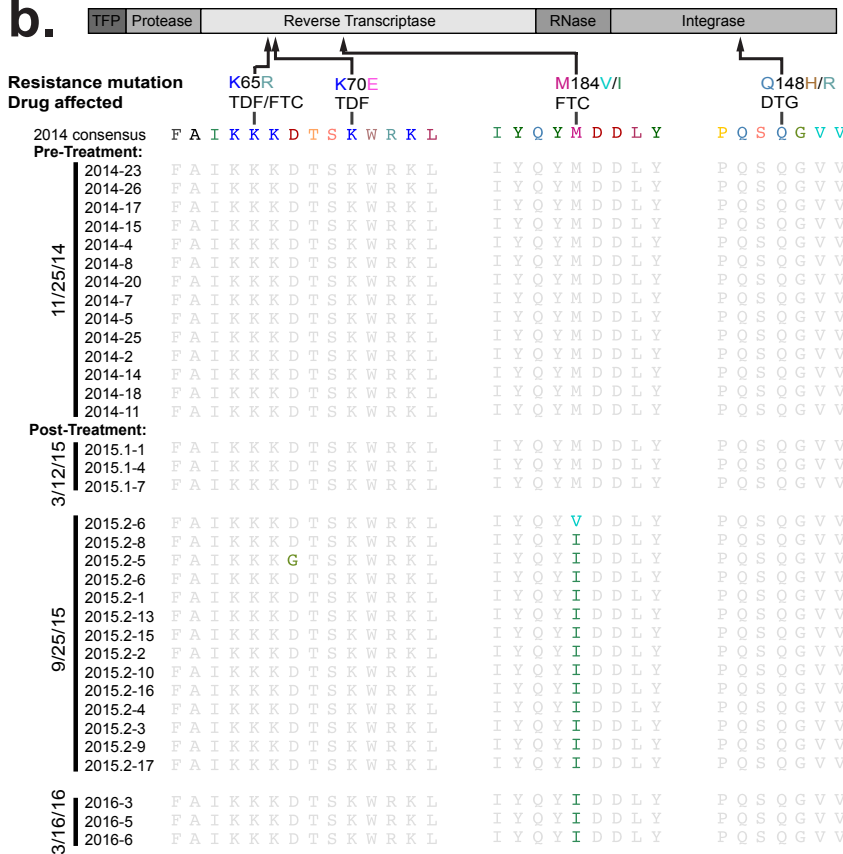 b.
TFP Protease Reverse Transcriptase RNase Integrase
Resistance mutation K65R K70E M184V/I Q148H/R
Drug affected TDF/FTC TDF FTC DTG
2014 consensus F A I K K K D T S K W R K L I Y Q Y M D D L Y P Q S Q G V V
Pre-Treatment:
11/25/14
2014-23 F A I K K K D T S K W R K L I Y Q Y M D D L Y P Q S Q G V V
2014-26 F A I K K K D T S K W R K L I Y Q Y M D D L Y P Q S Q G V V
2014-17 F A I K K K D T S K W R K L I Y Q Y M D D L Y P Q S Q G V V
2014-15 F A I K K K D T S K W R K L I Y Q Y M D D L Y P Q S Q G V V
2014-4 F A I K K K D T S K W R K L I Y Q Y M D D L Y P Q S Q G V V
2014-8 F A I K K K D T S K W R K L I Y Q Y M D D L Y P Q S Q G V V
2014-20 F A I K K K D T S K W R K L I Y Q Y M D D L Y P Q S Q G V V
2014-7 F A I K K K D T S K W R K L I Y Q Y M D D L Y P Q S Q G V V
2014-5 F A I K K K D T S K W R K L I Y Q Y M D D L Y P Q S Q G V V
2014-25 F A I K K K D T S K W R K L I Y Q Y M D D L Y P Q S Q G V V
2014-2 F A I K K K D T S K W R K L I Y Q Y M D D L Y P Q S Q G V V
2014-14 F A I K K K D T S K W R K L I Y Q Y M D D L Y P Q S Q G V V
2014-18 F A I K K K D T S K W R K L I Y Q Y M D D L Y P Q S Q G V V
2014-11 F A I K K K D T S K W R K L I Y Q Y M D D L Y P Q S Q G V V
Post-Treatment:
3/12/15
2015.1-1 F A I K K K D T S K W R K L I Y Q Y M D D L Y P Q S Q G V V
2015.1-4 F A I K K K D T S K W R K L I Y Q Y M D D L Y P Q S Q G V V
2015.1-7 F A I K K K D T S K W R K L I Y Q Y M D D L Y P Q S Q G V V
9/25/15
2015.2-6 F A I K K K D T S K W R K L I Y Q Y V D D L Y P Q S Q G V V
2015.2-8 F A I K K K D T S K W R K L I Y Q Y I D D L Y P Q S Q G V V
2015.2-5 F A I K K K G T S K W R K L I Y Q Y I D D L Y P Q S Q G V V
2015.2-6 F A I K K K D T S K W R K L I Y Q Y I D D L Y P Q S Q G V V
2015.2-1 F A I K K K D T S K W R K L I Y Q Y I D D L Y P Q S Q G V V
2015.2-13 F A I K K K D T S K W R K L I Y Q Y I D D L Y P Q S Q G V V
2015.2-15 F A I K K K D T S K W R K L I Y Q Y I D D L Y P Q S Q G V V
2015.2-2 F A I K K K D T S K W R K L I Y Q Y I D D L Y P Q S Q G V V
2015.2-10 F A I K K K D T S K W R K L I Y Q Y I D D L Y P Q S Q G V V
2015.2-16 F A I K K K D T S K W R K L I Y Q Y I D D L Y P Q S Q G V V
2015.2-4 F A I K K K D T S K W R K L I Y Q Y I D D L Y P Q S Q G V V
2015.2-3 F A I K K K D T S K W R K L I Y Q Y I D D L Y P Q S Q G V V
2015.2-9 F A I K K K D T S K W R K L I Y Q Y I D D L Y P Q S Q G V V
2015.2-17 F A I K K K D T S K W R K L I Y Q Y I D D L Y P Q S Q G V V
3/16/16
2016-3 F A I K K K D T S K W R K L I Y Q Y I D D L Y P Q S Q G V V
2016-5 F A I K K K D T S K W R K L I Y Q Y I D D L Y P Q S Q G V V
2016-6 F A I K K K D T S K W R K L I Y Q Y I D D L Y P Q S Q G V V